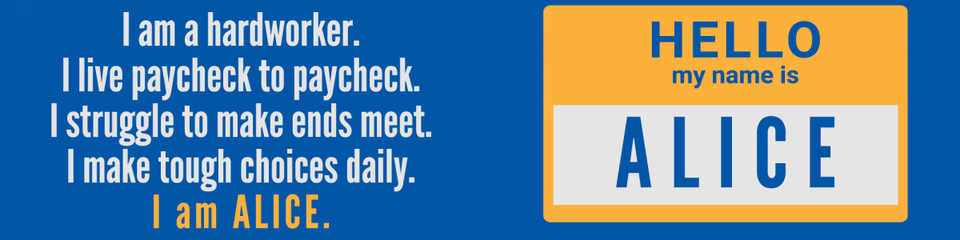 I am a hardworker.
I live paycheck to paycheck.
I struggle to make ends meet.
I make tough choices daily.
I am ALICE.
HELLO
my name is
ALICE